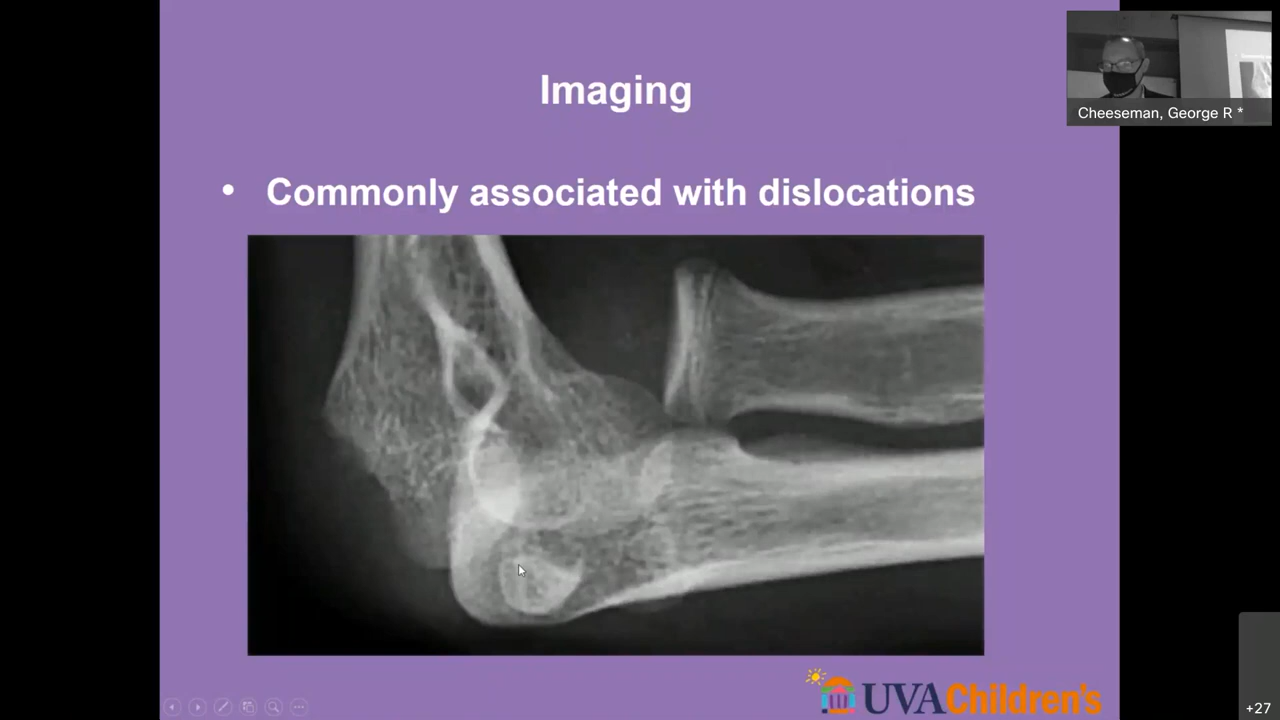 Imaging
Cheeseman, George R *
• Commonly associated with dislocations
UVAChildren's
+27